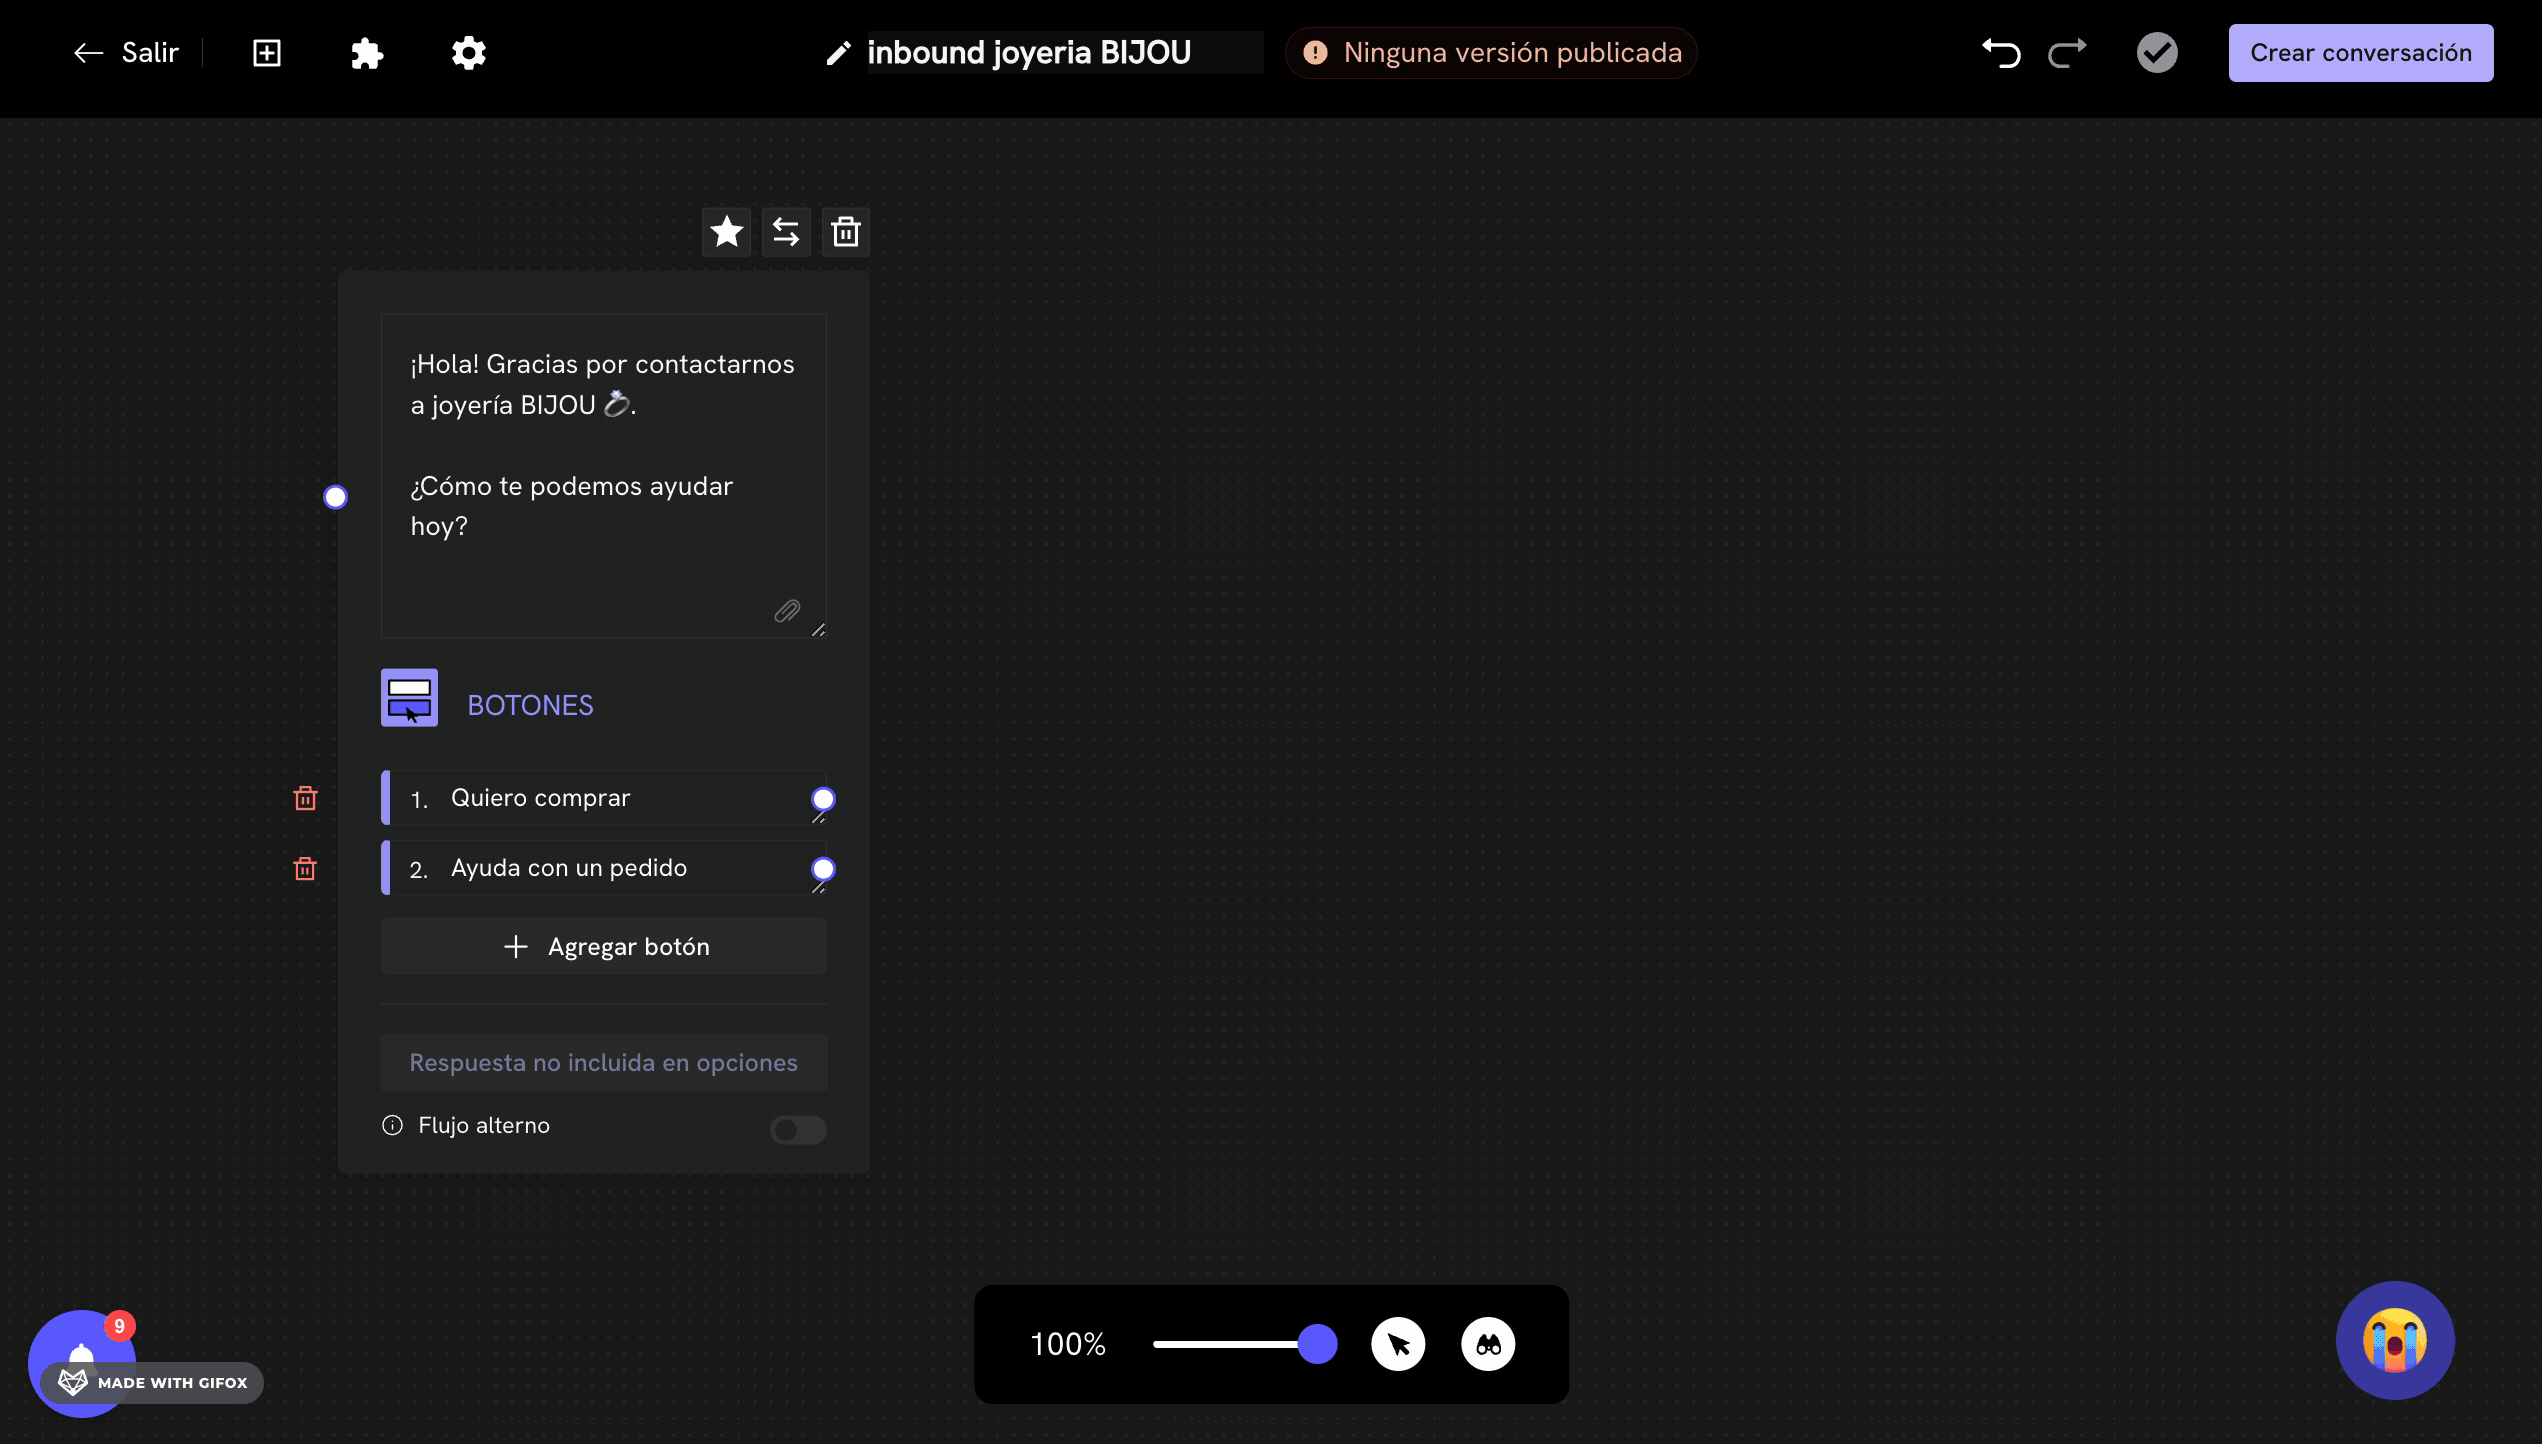 Salir
inbound joyeria BIJOU
Ninguna versión publicada
Crear conversación
¡Hola! Gracias por contactarnos
a joyería BIJOU 💍.
¿Cómo te podemos ayudar
hoy?
BOTONES
1. Quiero comprar
2. Ayuda con un pedido
Agregar botón
Respuesta no incluida en opciones
Flujo alterno
100%
9
MADE WITH GIFOX